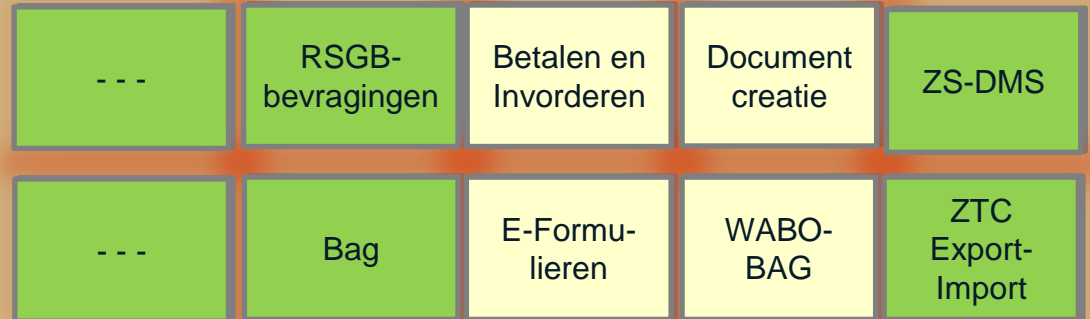 - - -
RSGB-
bevragingen
Betalen en
Invorderen
Document
creatie
ZS-DMS
- - -
Bag
E-Formu-
lieren
WABO-
BAG
ZTC
Export-
Import